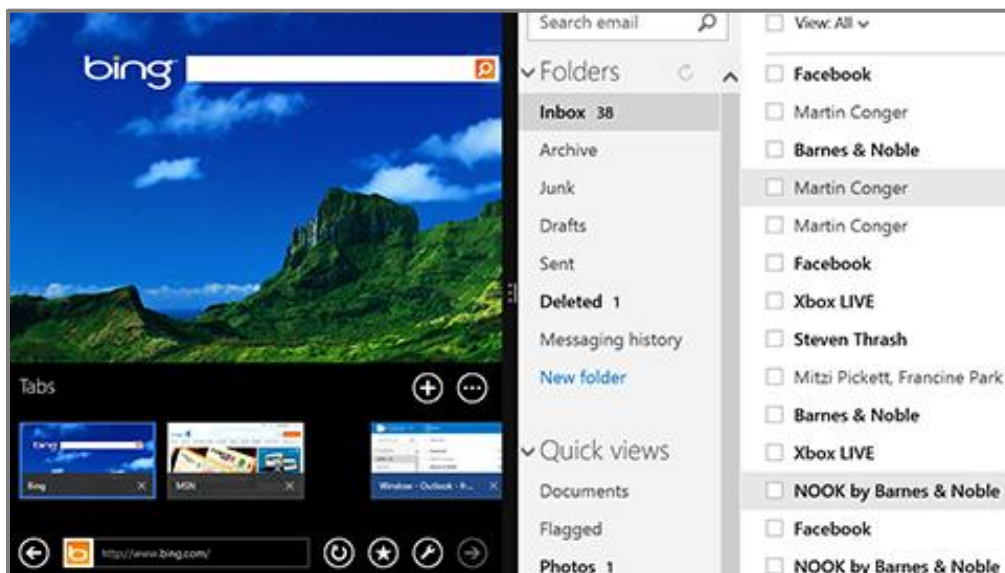 bing
Tabs
Bing
MSN
Window - Outlook - 9...
http://www.bing.com/
Search email
Folders
Inbox 38
Archive
Junk
Drafts
Sent
Deleted 1
Messaging history
New folder
Quick views
Documents
Flagged
Photos 1
View: All
Facebook
Martin Conger
Barnes & Noble
Martin Conger
Martin Conger
Facebook
Xbox LIVE
Steven Thrash
Mitzi Pickett, Francine Park
Barnes & Noble
Xbox LIVE
NOOK by Barnes & Noble
Facebook
NOOK by Barnes & Noble